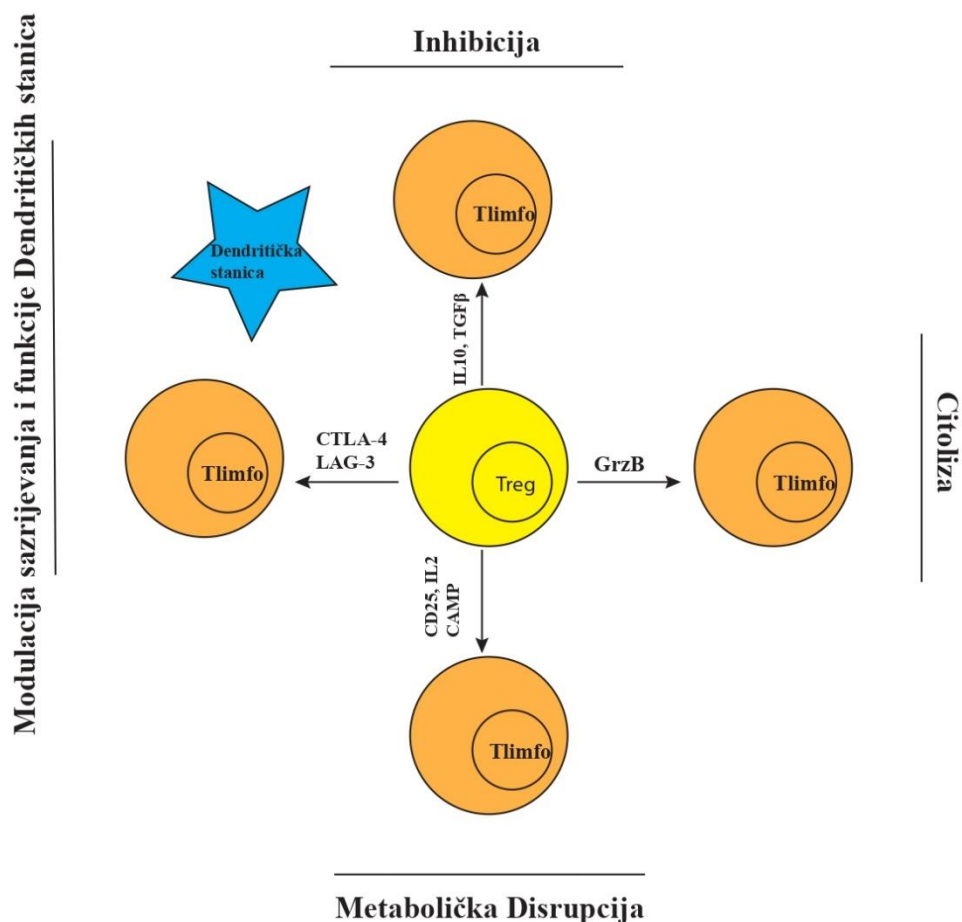 Modulacija sazrijevanja i funkcije Dendritičkih stanica
Inhibicija
Tlimfo
Dendritička
stanica
IL10, TGFβ
CTLA-4
LAG-3
Tlimfo
Treg
GrzB
Tlimfo
Citoliza
CD25, IL2
CAMP
Tlimfo
Metabolička Disrupcija